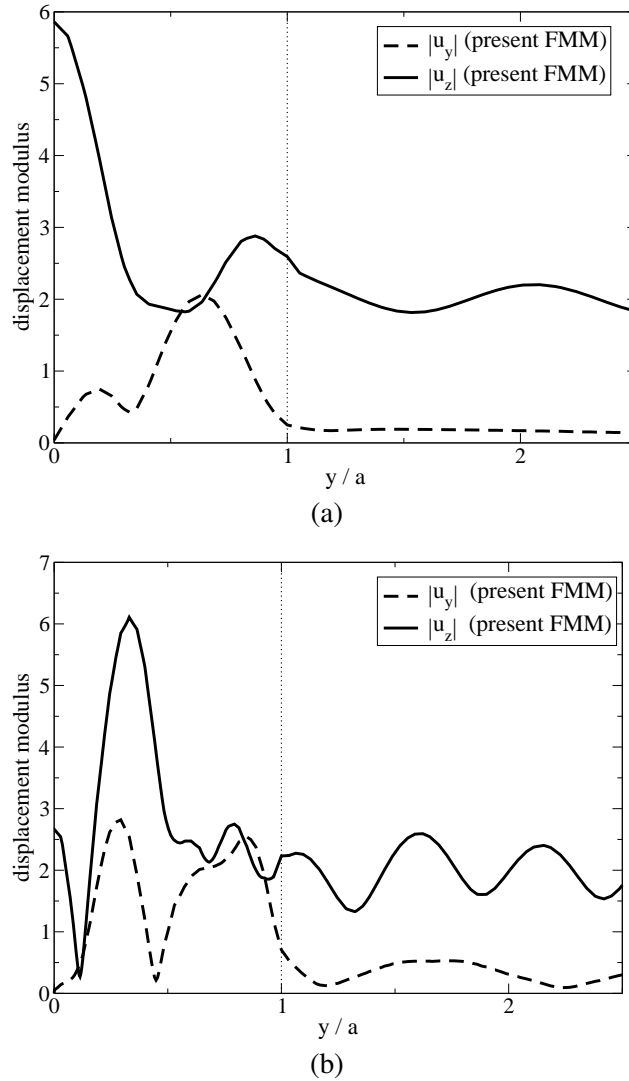 6
|u_y| (present FMM)
|u_z| (present FMM)
5
4
3
2
1
0
displacement modulus
0
1
2
y / a
(a)
7
|u_y| (present FMM)
|u_z| (present FMM)
6
5
4
3
2
1
0
displacement modulus
0
1
2
y / a
(b)